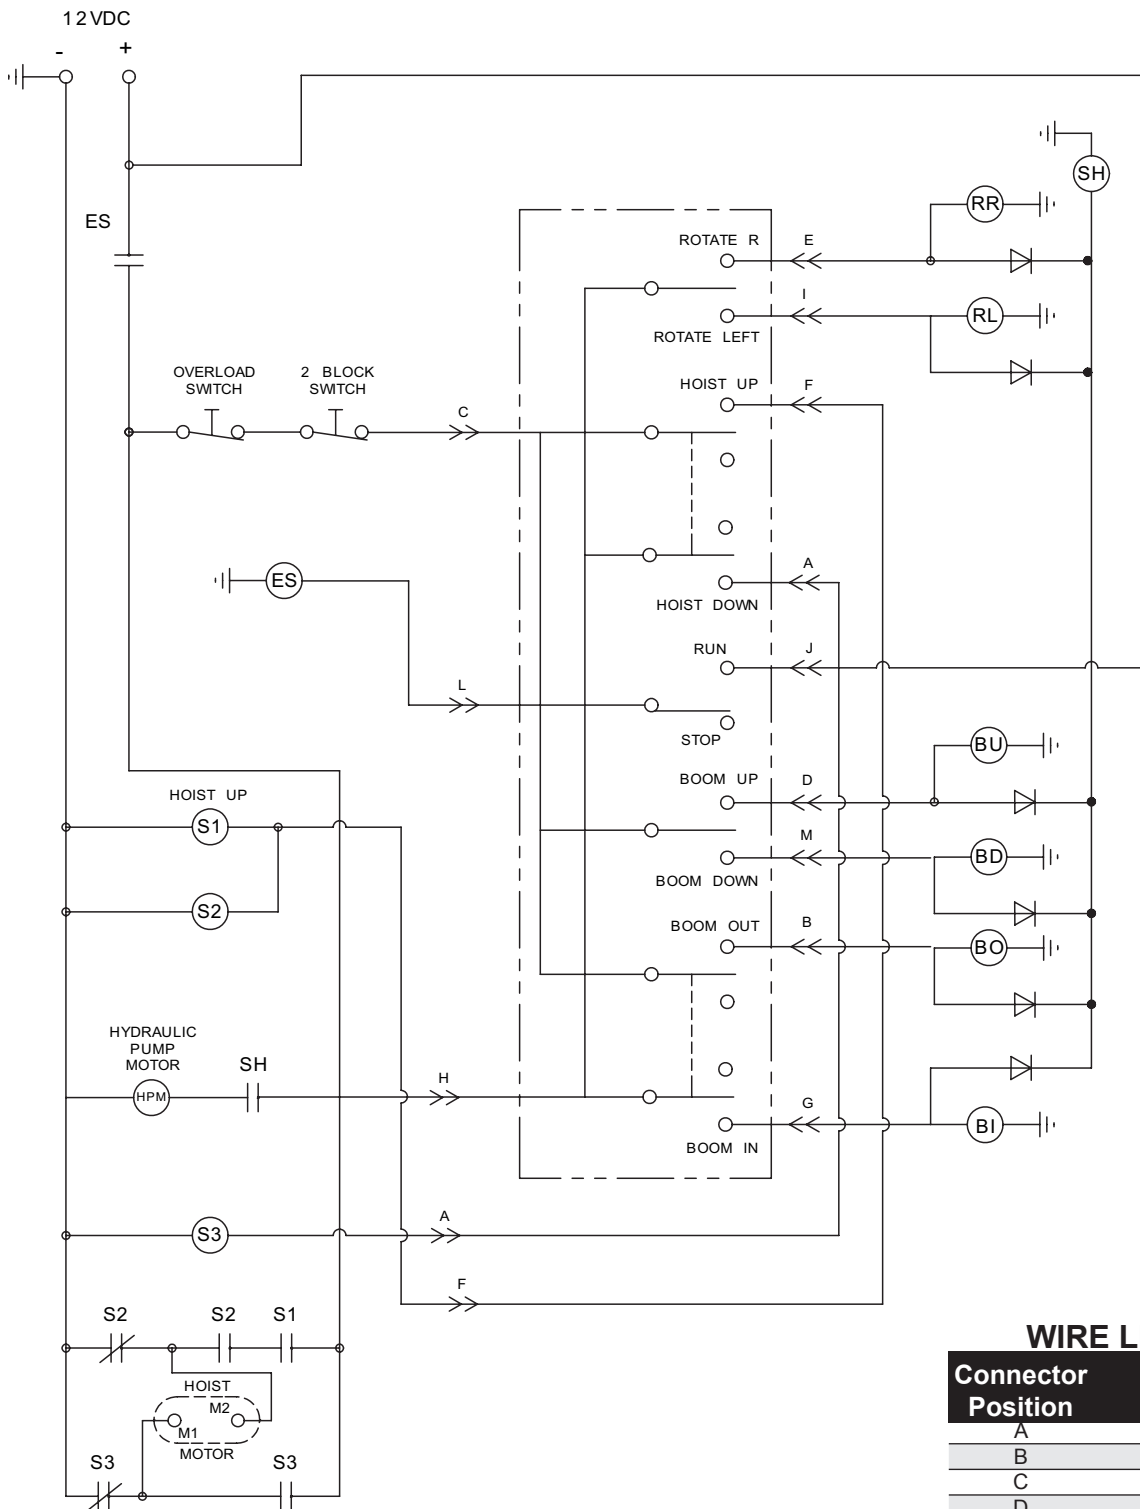 12VDC
- +
ES
SH
RR
ROTATE R E
I
RL
ROTATE LEFT
OVERLOAD SWITCH
2 BLOCK SWITCH
HOIST UP F
C
ES
A
HOIST DOWN
RUN J
L
STOP
BU
BOOM UP D
HOIST UP
S1
M
BD
BOOM DOWN
S2
BOOM OUT B
BO
HYDRAULIC
PUMP
MOTOR
SH
HPM
H
G
BI
BOOM IN
S3
A
F
S2 S2 S1
HOIST
M2
M1
MOTOR
S3 S3
WIRE L
Connector
Position
A
B
C
D